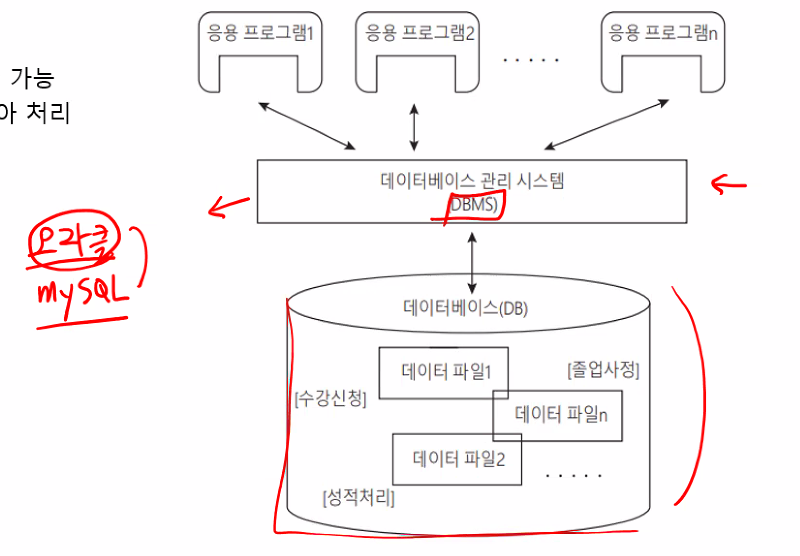 응용 프로그램1
응용 프로그램2
· · · · ·
응용 프로그램n
가능
아 처리
데이터베이스 관리 시스템
(DBMS)
오라클
mySQL
데이터베이스(DB)
데이터 파일1
[졸업사정]
[수강신청]
데이터 파일n
데이터 파일2
· · · · ·
[성적처리]